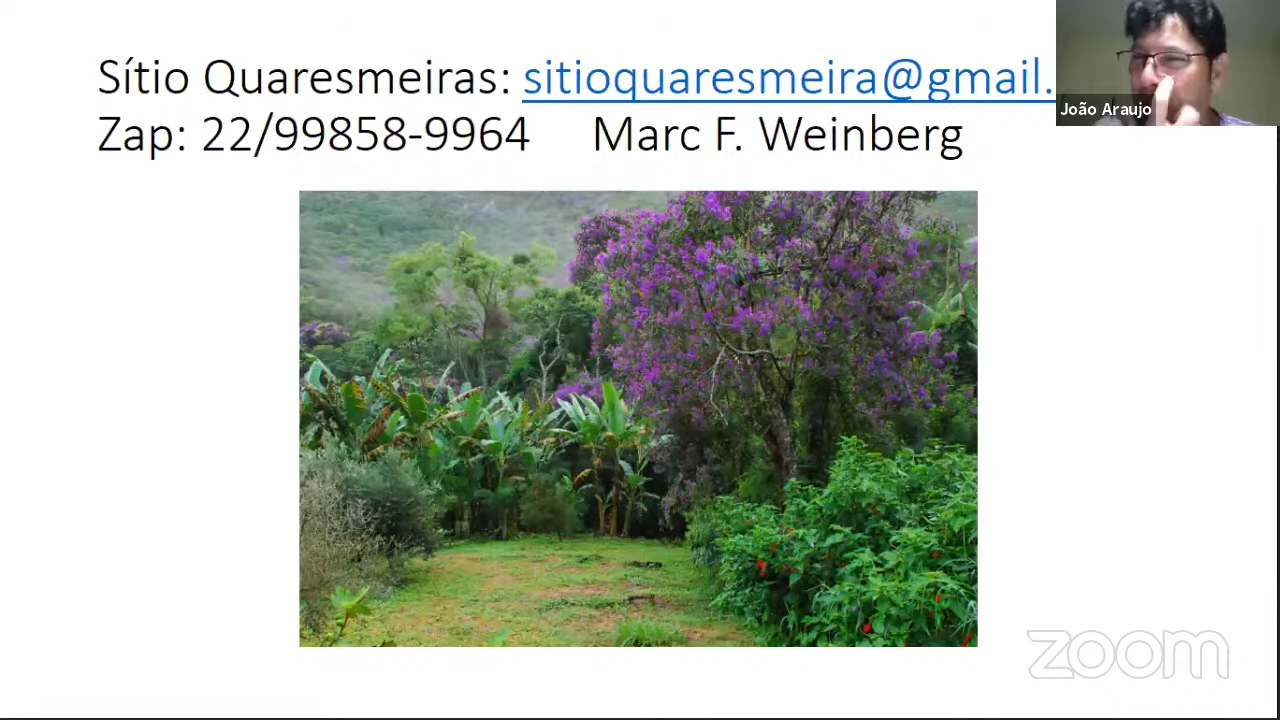 Sítio Quaresmeiras: sitioquaresmeira@gmail.
Zap: 22/99858-9964 Marc F. Weinberg
João Araujo
zoom